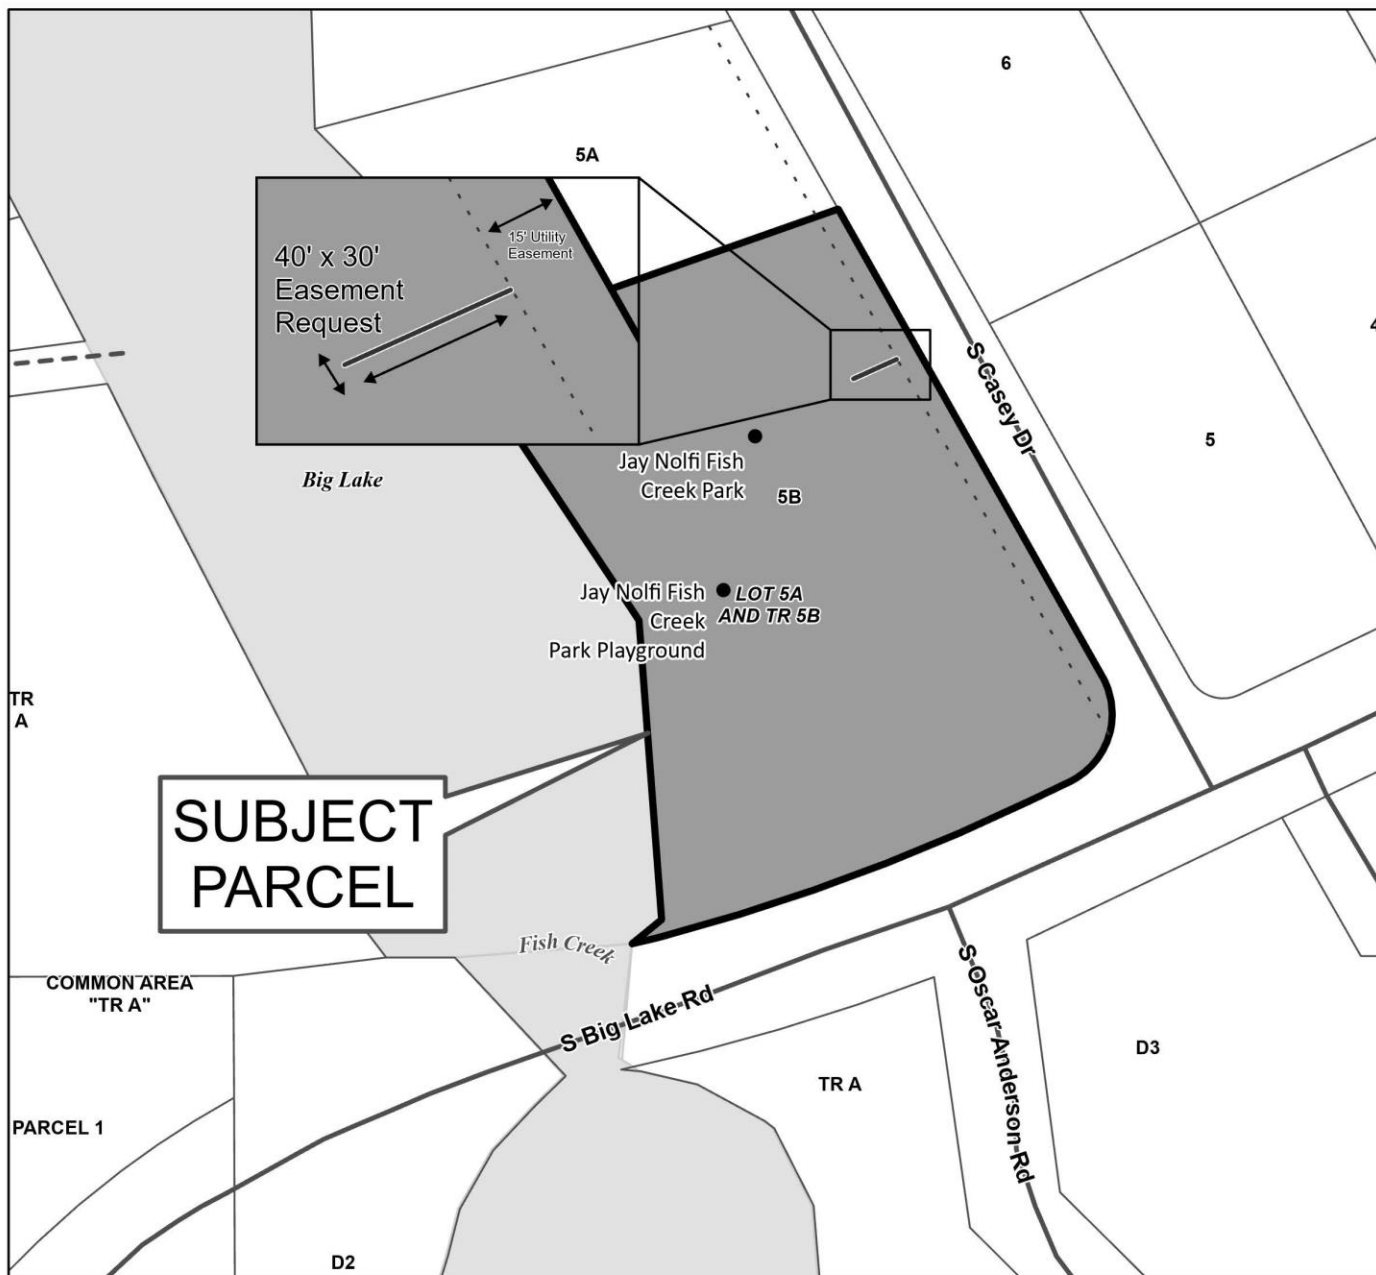 6
5A
15' Utility
Easement
40' x 30'
Easement
Request
4
S Casey Dr
5
Big Lake
Jay Nolfi Fish
Creek Park
5B
Jay Nolfi Fish
Creek
Park Playground
LOT 5A
AND TR 5B
TR
A
SUBJECT
PARCEL
Fish Creek
COMMON AREA
"TR A"
S Big Lake Rd
S Oscar Anderson Rd
D3
TR A
PARCEL 1
D2